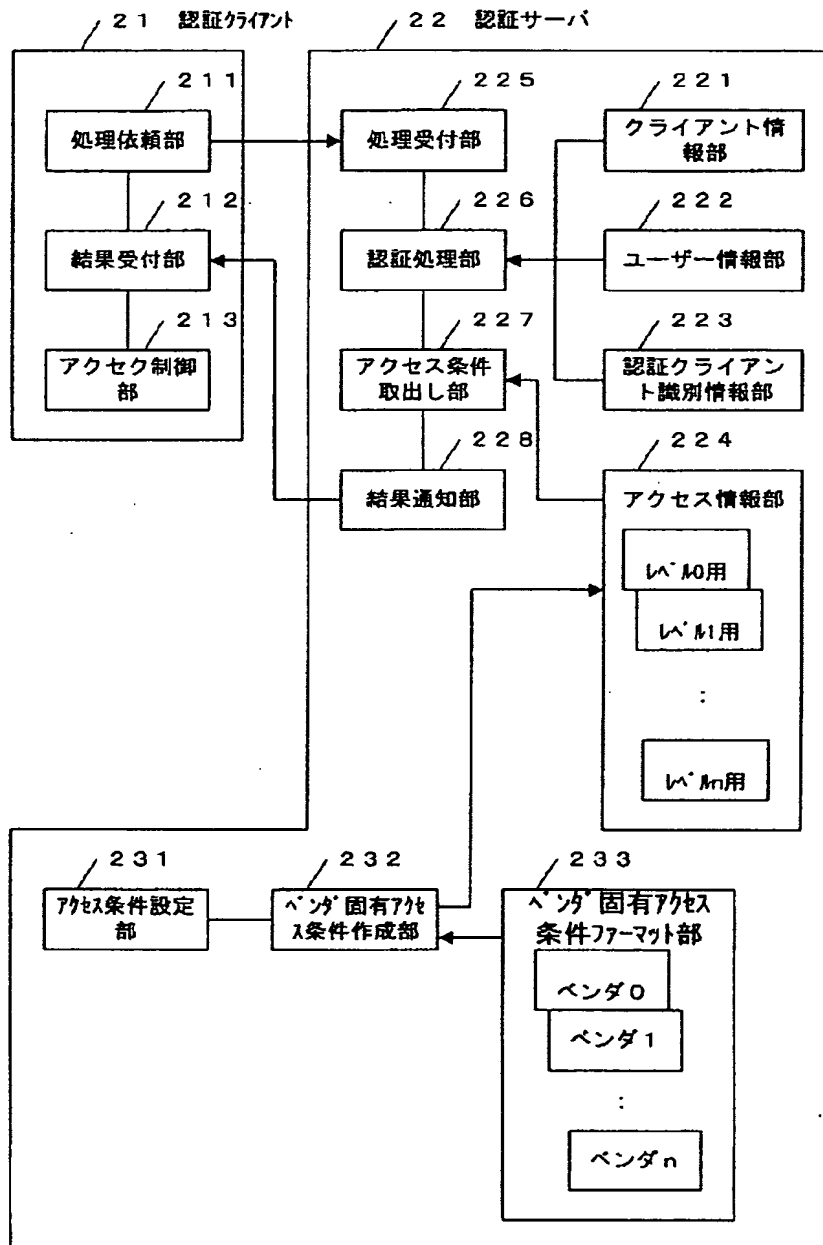 21 認証ｸﾗｲｱﾝﾄ
22 認証サーバ
211
処理依頼部
212
結果受付部
213
アクセク制御
部
225
処理受付部
226
認証処理部
227
アクセス条件
取出し部
228
結果通知部
221
クライアント情
報部
222
ユーザー情報部
223
認証クライアン
ト識別情報部
224
アクセス情報部
ﾚﾍﾞﾙ0用
ﾚﾍﾞﾙ1用
:
ﾚﾍﾞﾙn用
231
ｱｸｾｽ条件設定
部
232
ﾍﾞﾝﾀﾞ固有ｱｸｾ
ｽ条件作成部
233
ﾍﾞﾝﾀﾞ固有ｱｸｾｽ
条件ﾌｧｰﾏｯﾄ部
ベンダ0
ベンダ1
:
ベンダn